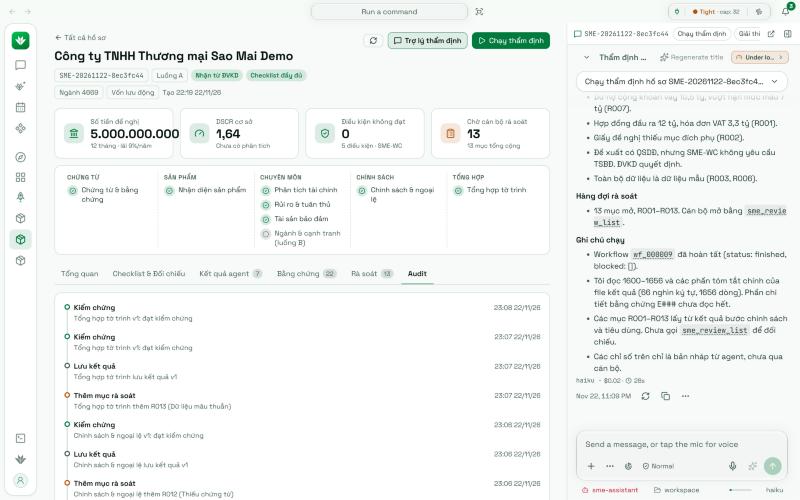 Run a command
Tight · cap: 32
3
← Tất cả hồ sơ
Công ty TNHH Thương mại Sao Mai Demo
Trợ lý thẩm định
Chạy thẩm định
SME-20261122-8ec3fc44
Luồng A
Nhận từ ĐVKD
Checklist đầy đủ
Ngành 4669
Vốn lưu động
Tạo 22:19 22/11/26
Số tiền đề nghị
5.000.000.000
12 tháng · lãi 9%/năm
DSCR cơ sở
1,64
Chưa có phân tích
Điều kiện không đạt
0
5 điều kiện · SME-WC
Chờ cán bộ rà soát
13
13 mục tổng cộng
CHỨNG TỪ
Chứng từ & bằng chứng
SẢN PHẨM
Nhận diện sản phẩm
CHUYÊN MÔN
Phân tích tài chính
Rủi ro & tuân thủ
Tài sản bảo đảm
Ngành & cạnh tranh (luồng B)
CHÍNH SÁCH
Chính sách & ngoại lệ
TỔNG HỢP
Tổng hợp tờ trình
Tổng quan
Checklist & Đối chiếu
Kết quả agent 7
Bằng chứng 22
Rà soát 13
Audit
Kiểm chứng
23:08 22/11/26
Tổng hợp tờ trình v1: đạt kiểm chứng
Kiểm chứng
23:07 22/11/26
Tổng hợp tờ trình v1: đạt kiểm chứng
Lưu kết quả
23:07 22/11/26
Tổng hợp tờ trình lưu kết quả v1
Thêm mục rà soát
23:07 22/11/26
Tổng hợp tờ trình thêm R013 (Dữ liệu mâu thuẫn)
Kiểm chứng
23:06 22/11/26
Chính sách & ngoại lệ v1: đạt kiểm chứng
Lưu kết quả
23:06 22/11/26
Chính sách & ngoại lệ lưu kết quả v1
Thêm mục rà soát
23:06 22/11/26
Chính sách & ngoại lệ thêm R012 (Thiếu chứng từ)
SME-20261122-8ec3fc44
Chạy thẩm định
Giải thí
Thẩm định ...
Regenerate title
Under lo...
Chạy thẩm định hồ sơ SME-20261122-8ec3fc44...
tỷ (R007).
Hợp đồng đầu ra 12 tỷ, hóa đơn VAT 3,3 tỷ (R001).
Giấy đề nghị thiếu mục đích phụ (R002).
Đề xuất có QSDĐ, nhưng SME-WC không yêu cầu TSBĐ. ĐVKD quyết định.
Toàn bộ dữ liệu là dữ liệu mẫu (R003, R006).
Hàng đợi rà soát
13 mục mở, R001–R013. Cán bộ mở bằng sme_review_list.
Ghi chú chạy
Workflow wf_000009 đã hoàn tất (status: finished, blocked: []).
Tôi đọc 1600–1656 và các phần tóm tắt chính của file kết quả (66 nghìn ký tự, 1656 dòng). Phần chi tiết bằng chứng E### chưa đọc hết.
Các mục R001–R013 lấy từ kết quả bước chính sách và tiêu dùng. Chưa gọi sme_review_list để đối chiếu.
Các chỉ số trên chỉ là bản nháp từ agent, chưa qua cán bộ.
haiku · $0.02 · 28s
Nov 22, 11:09 PM
Send a message, or tap the mic for voice
Normal
sme-assistant
workspace
haiku